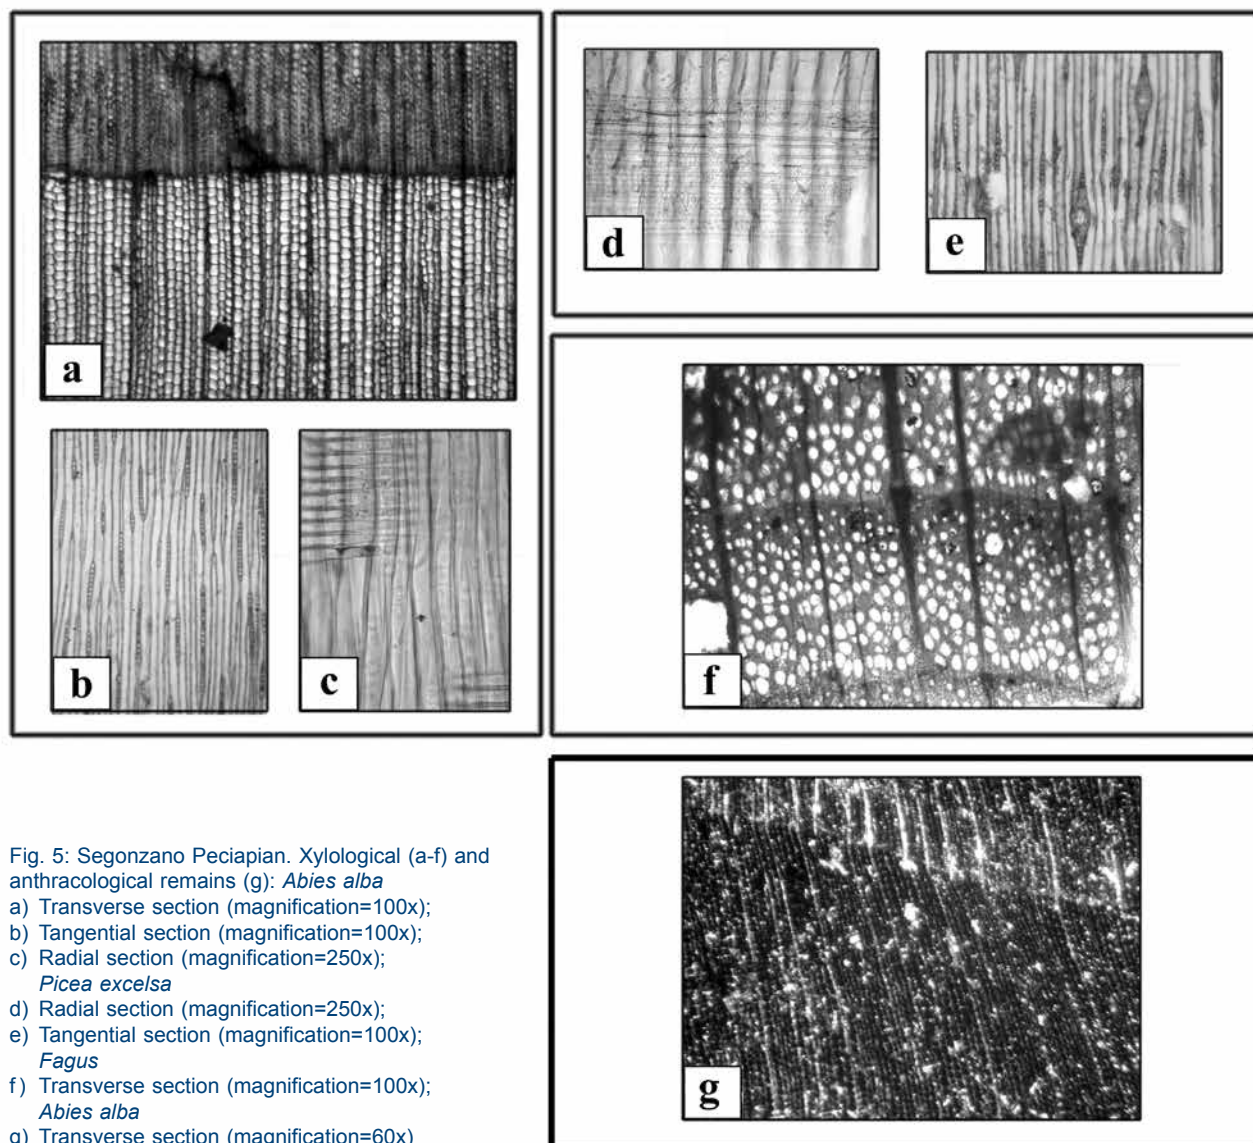 a
b
c
d
e
f
g
Fig. 5: Segonzano Peciapian. Xylological (a-f) and
anthracological remains (g): Abies alba
a) Transverse section (magnification=100x);
b) Tangential section (magnification=100x);
c) Radial section (magnification=250x);
Picea excelsa
d) Radial section (magnification=250x);
e) Tangential section (magnification=100x);
Fagus
f) Transverse section (magnification=100x);
Abies alba
g) Transverse section (magnification=60x)